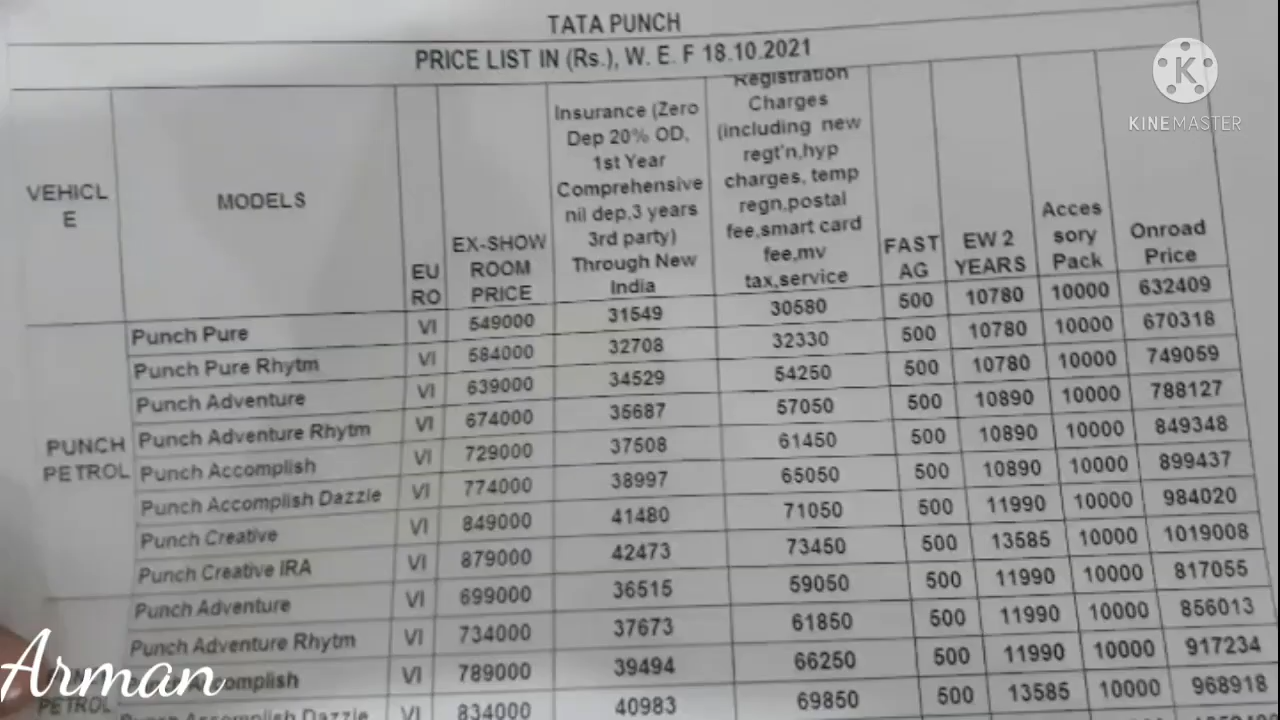 TATA PUNCH
PRICE LIST IN (Rs.), W. E. F 18.10.2021
KINEMASTER
VEHICL
E
MODELS
EU
RO
EX-SHOW
ROOM
PRICE
Insurance (Zero
Dep 20% OD,
1st Year
Comprehensive
nil dep,3 years
3rd party)
Through New
India
Registration
Charges
(including new
regt'n,hyp
charges, temp
regn,postal
fee,smart card
fee,mv
tax,service
FAST
AG
EW 2
YEARS
Acces
sory
Pack
Onroad
Price
PUNCH
PETROL
Punch Pure VI 549000 31549 30580 500 10780 10000 632409
Punch Pure Rhytm VI 584000 32708 32330 500 10780 10000 670318
Punch Adventure VI 639000 34529 54250 500 10780 10000 749059
Punch Adventure Rhytm VI 674000 35687 57050 500 10890 10000 788127
Punch Accomplish VI 729000 37508 61450 500 10890 10000 849348
Punch Accomplish Dazzle VI 774000 38997 65050 500 10890 10000 899437
Punch Creative VI 849000 41480 71050 500 11990 10000 984020
Punch Creative IRA VI 879000 42473 73450 500 13585 10000 1019008
Punch Adventure VI 699000 36515 59050 500 11990 10000 817055
Punch Adventure Rhytm VI 734000 37673 61850 500 11990 10000 856013
Accomplish VI 789000 39494 66250 500 11990 10000 917234
PETROL
Punch Accomplish Dazzle VI 834000 40983 69850 500 13585 10000 968918
Arman